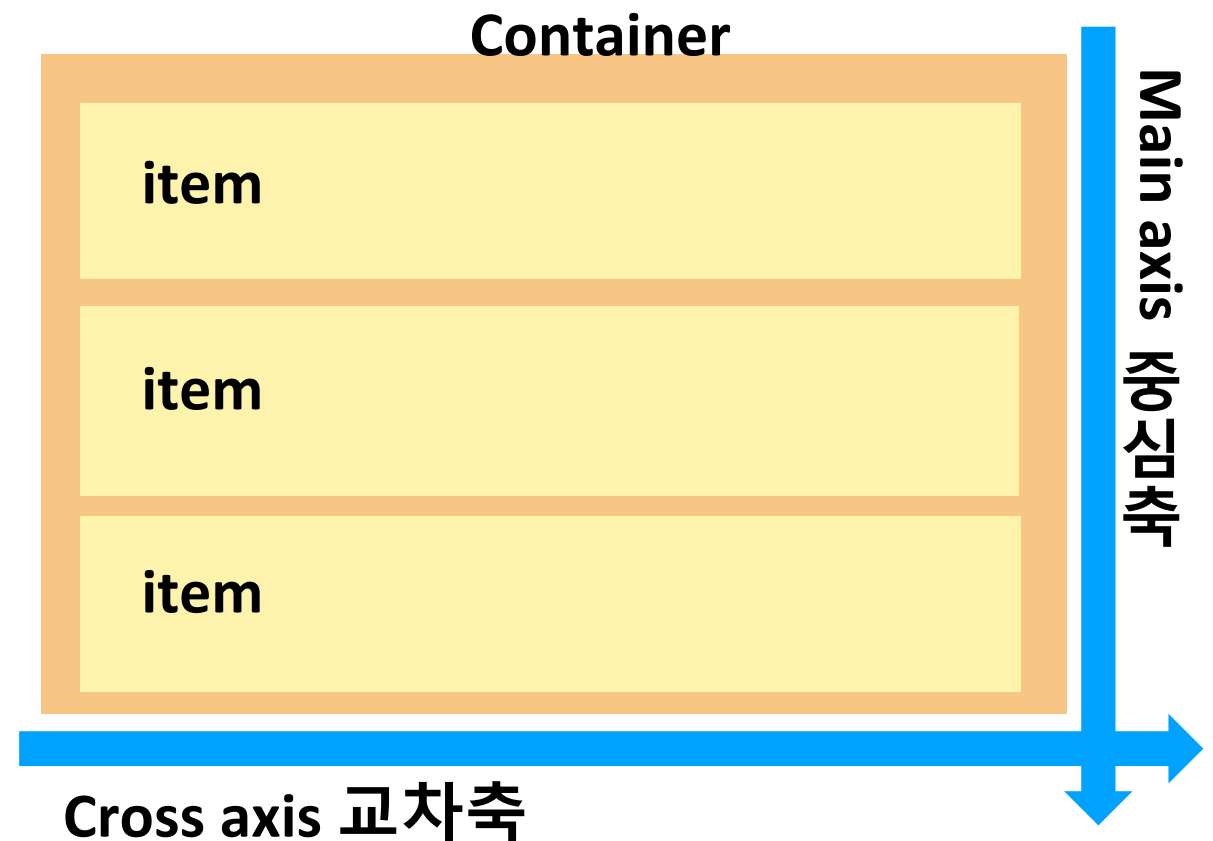 Container
item
item
item
Main axis 중심축
Cross axis 교차축